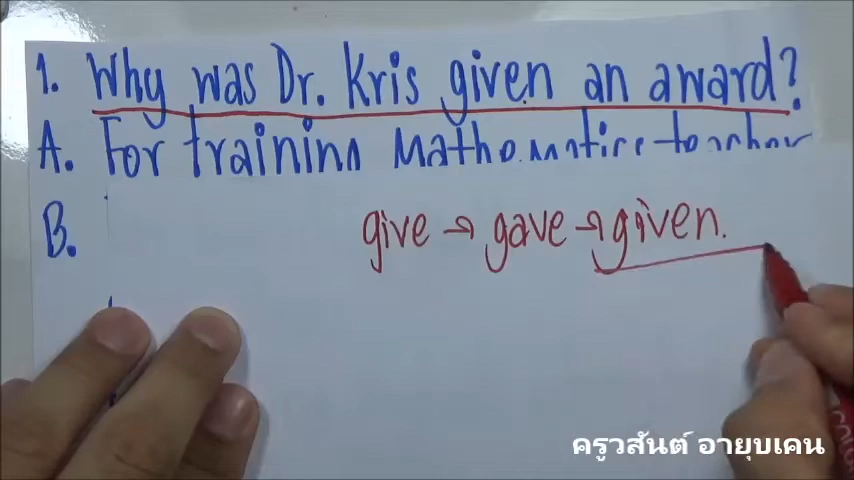 1. Why was Dr. Kris given an award?
A. For training Mathematics teacher
B.
give → gave → given.
ครูวสันต์ อายุบเคน